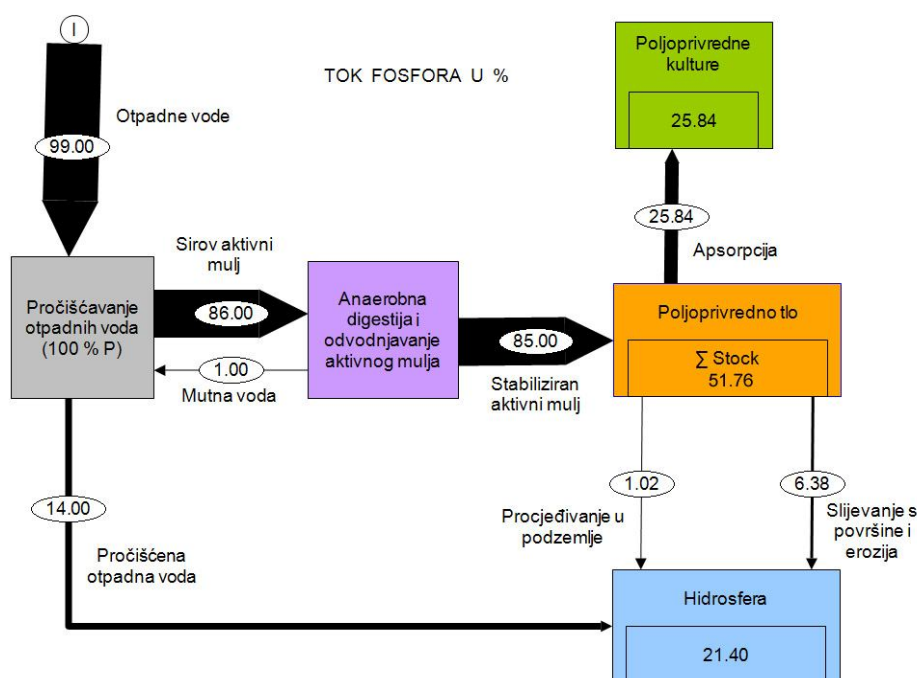 I
TOK FOSFORA U %
Otpadne vode
99.00
Poljoprivredne
kulture
25.84
25.84
Apsorpcija
Sirov aktivni
mulj
Pročišćavanje
otpadnih voda
(100 % P)
86.00
Anaerobna
digestija i
odvodnjavanje
aktivnog mulja
85.00
Poljoprivredno tlo
∑ Stock
51.76
1.00
Mutna voda
Stabiliziran
aktivni mulj
14.00
1.02
6.38
Procjeđivanje u
podzemlje
Slijevanje s
površine i
erozija
Pročišćena
otpadna voda
Hidrosfera
21.40